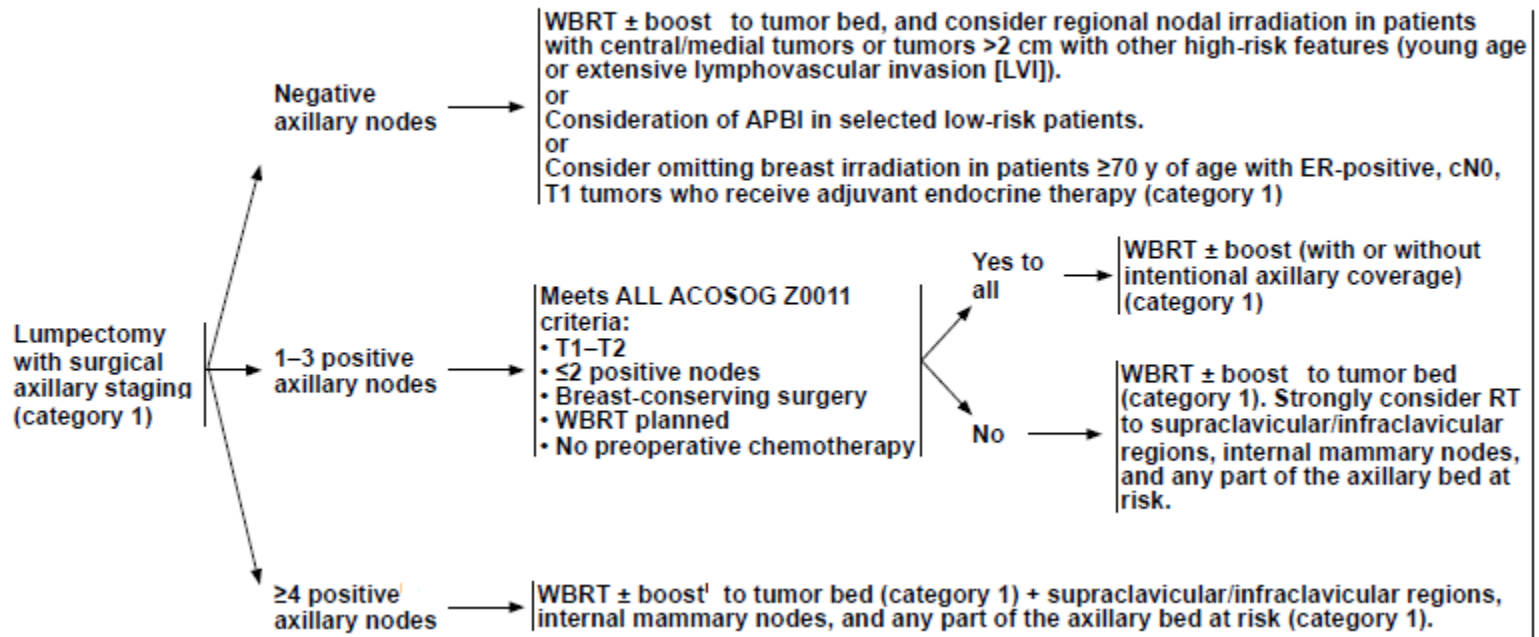 WBRT ± boost to tumor bed, and consider regional nodal irradiation in patients
with central/medial tumors or tumors >2 cm with other high-risk features (young age
or extensive lymphovascular invasion [LVI]).
or
Consideration of APBI in selected low-risk patients.
or
Consider omitting breast irradiation in patients ≥70 y of age with ER-positive, cN0,
T1 tumors who receive adjuvant endocrine therapy (category 1)
Negative
axillary nodes
Lumpectomy
with surgical
axillary staging
(category 1)
1–3 positive
axillary nodes
Meets ALL ACOSOG Z0011
criteria:
• T1–T2
• ≤2 positive nodes
• Breast-conserving surgery
• WBRT planned
• No preoperative chemotherapy
Yes to
all
WBRT ± boost (with or without
intentional axillary coverage)
(category 1)
No
WBRT ± boost to tumor bed
(category 1). Strongly consider RT
to supraclavicular/infraclavicular
regions, internal mammary nodes,
and any part of the axillary bed at
risk.
≥4 positive
axillary nodes
WBRT ± boostˡ to tumor bed (category 1) + supraclavicular/infraclavicular regions,
internal mammary nodes, and any part of the axillary bed at risk (category 1).